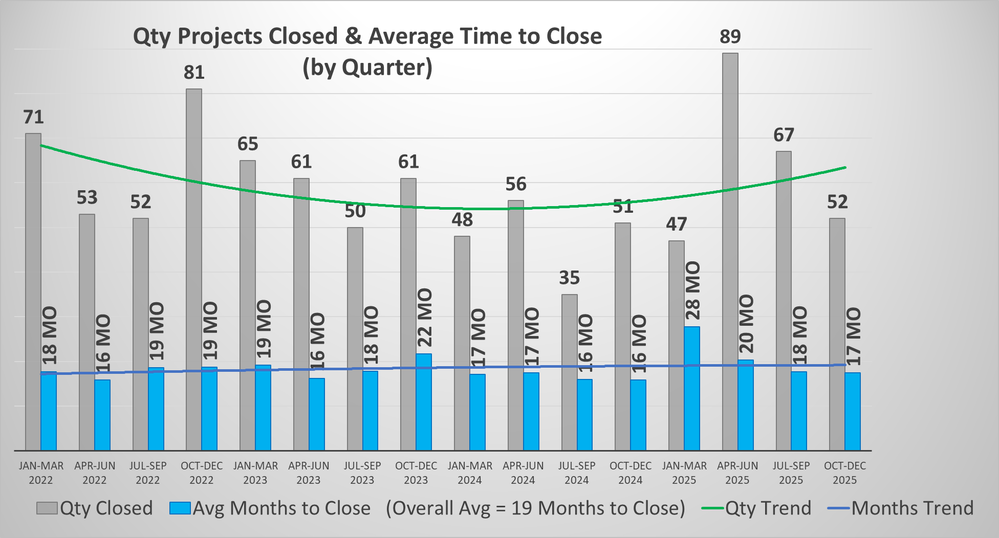 Qty Projects Closed & Average Time to Close
(by Quarter)
71
53
52
81
65
61
50
61
48
56
35
51
47
89
67
52
18 MO
16 MO
19 MO
19 MO
19 MO
16 MO
18 MO
22 MO
17 MO
17 MO
16 MO
16 MO
28 MO
20 MO
18 MO
17 MO
JAN-MAR
2022
APR-JUN
2022
JUL-SEP
2022
OCT-DEC
2022
JAN-MAR
2023
APR-JUN
2023
JUL-SEP
2023
OCT-DEC
2023
JAN-MAR
2024
APR-JUN
2024
JUL-SEP
2024
OCT-DEC
2024
JAN-MAR
2025
APR-JUN
2025
JUL-SEP
2025
OCT-DEC
2025
Qty Closed
Avg Months to Close (Overall Avg = 19 Months to Close)
Qty Trend
Months Trend